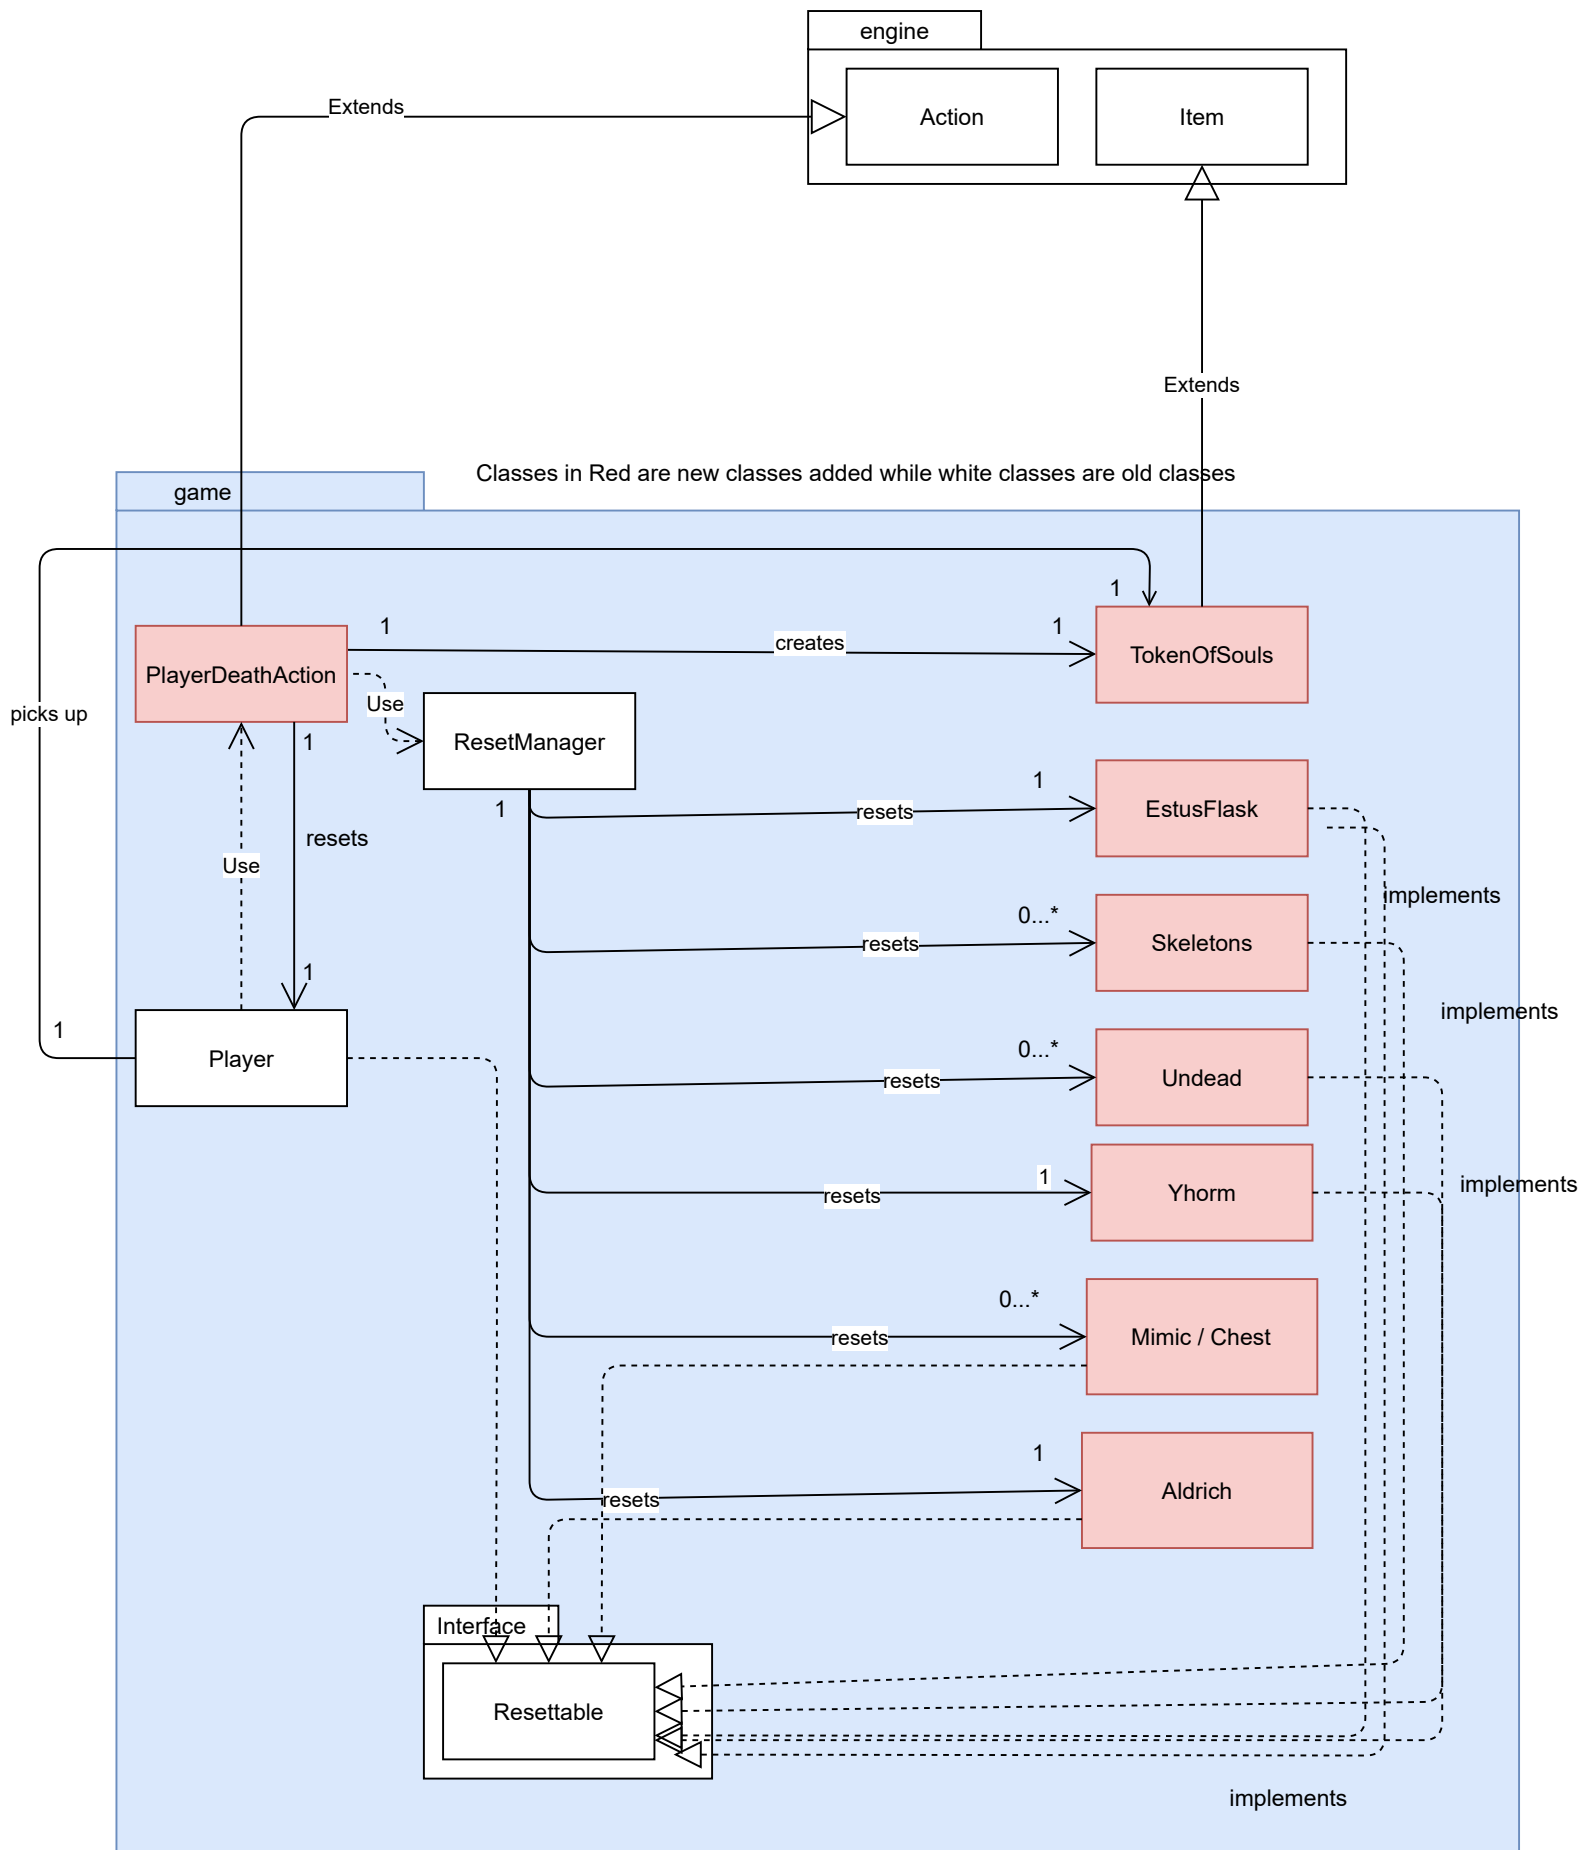 engine
Extends
Action
Item
Extends
Classes in Red are new classes added while white classes are old classes
game
1
1
creates
1
TokenOfSouls
PlayerDeathAction
Use
picks up
1
ResetManager
1
1
resets
EstusFlask
resets
Use
implements
0...*
resets
Skeletons
1
implements
1
Player
0...*
resets
Undead
1
resets
Yhorm
implements
0...*
resets
Mimic / Chest
1
resets
Aldrich
Interface
Resettable
implements